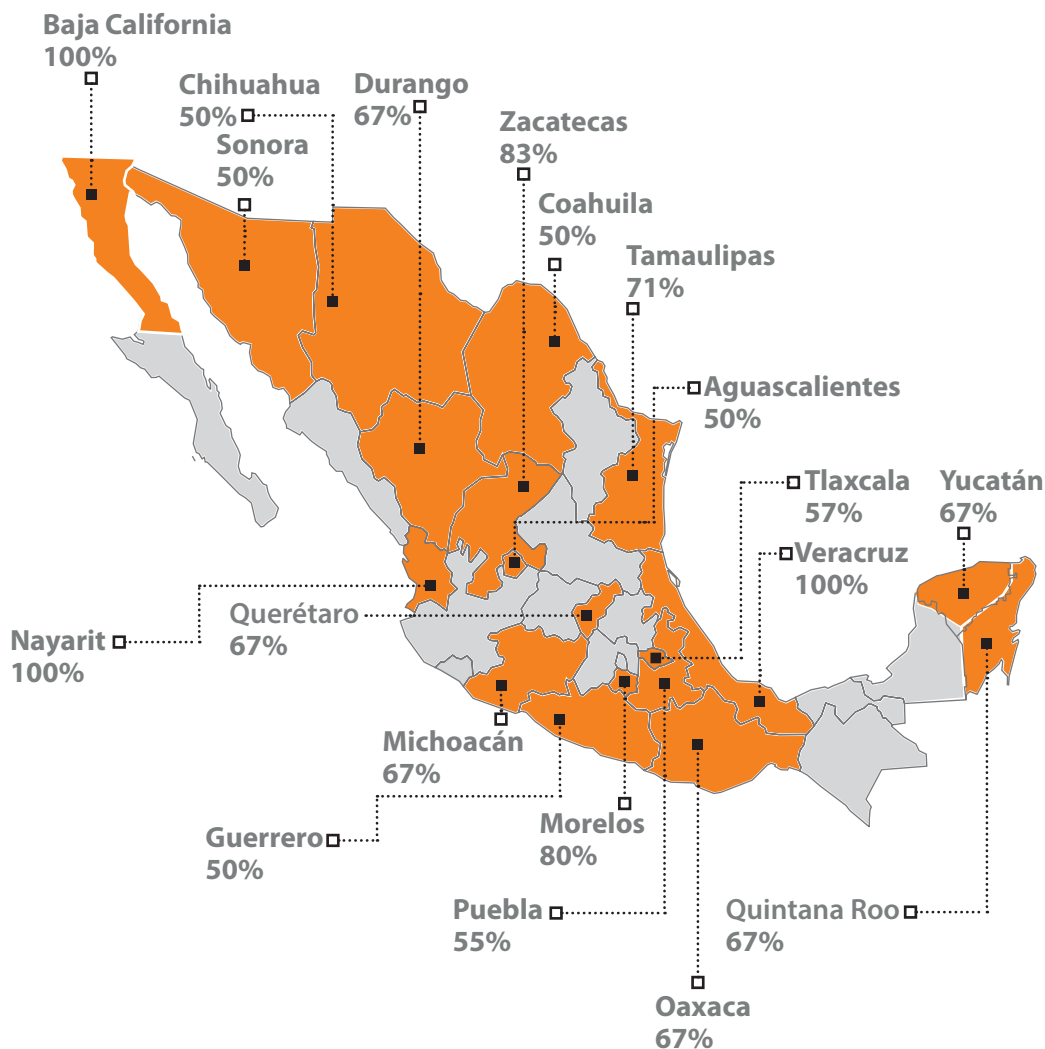 Baja California
100%
Chihuahua
50%
Durango
67%
Sonora
50%
Zacatecas
83%
Coahuila
50%
Tamaulipas
71%
Aguascalientes
50%
Tlaxcala
57%
Yucatán
67%
Veracruz
100%
Querétaro
67%
Nayarit
100%
Michoacán
67%
Guerrero
50%
Morelos
80%
Puebla
55%
Quintana Roo
67%
Oaxaca
67%